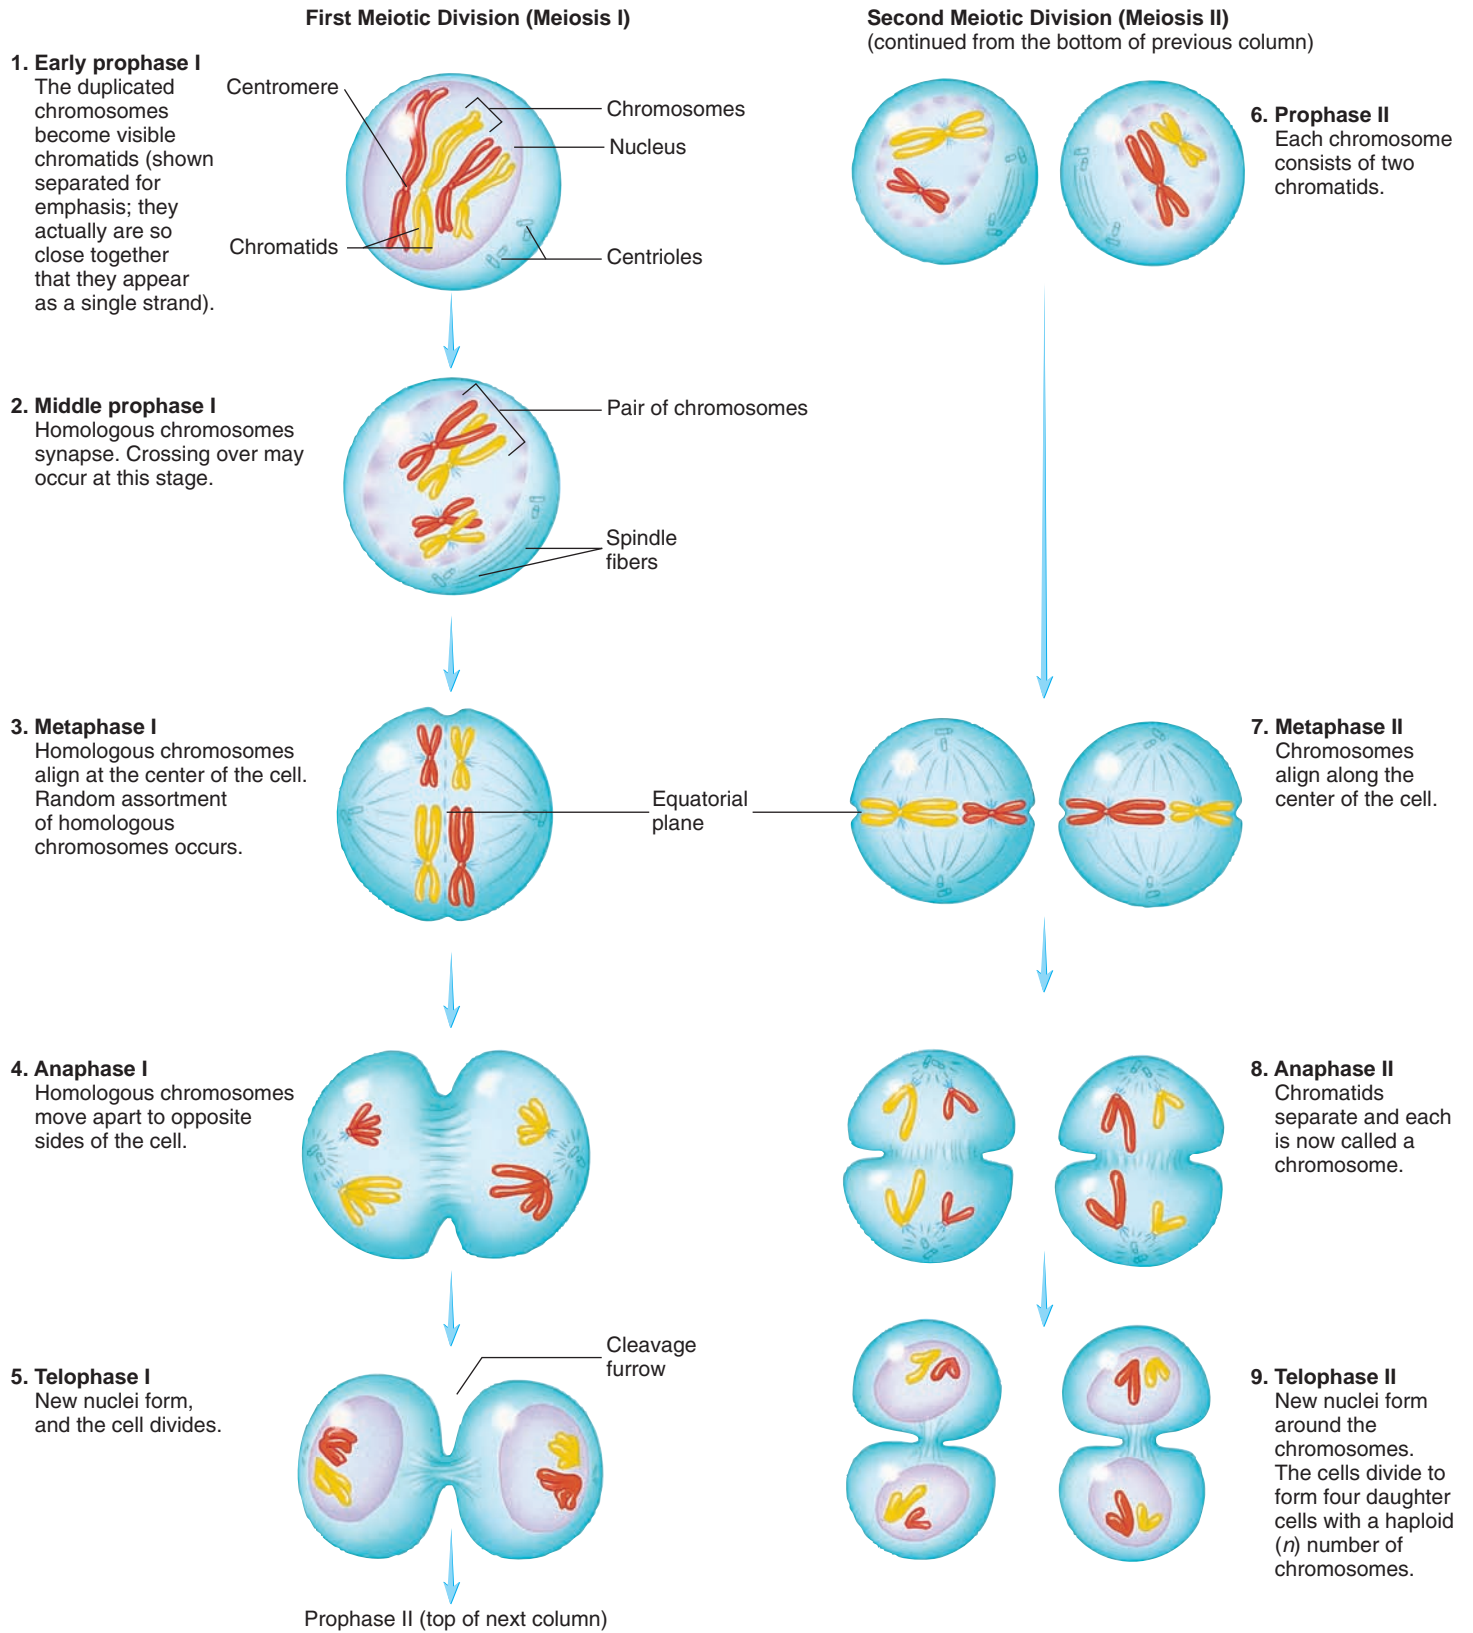 First Meiotic Division (Meiosis I)
1. Early prophase I
The duplicated
chromosomes
become visible
chromatids (shown
separated for
emphasis; they
actually are so
close together
that they appear
as a single strand).
Centromere
Chromosomes
Nucleus
Chromatids
Centrioles
2. Middle prophase I
Homologous chromosomes
synapse. Crossing over may
occur at this stage.
Pair of chromosomes
Spindle
fibers
3. Metaphase I
Homologous chromosomes
align at the center of the cell.
Random assortment
of homologous
chromosomes occurs.
Equatorial
plane
4. Anaphase I
Homologous chromosomes
move apart to opposite
sides of the cell.
5. Telophase I
New nuclei form,
and the cell divides.
Cleavage
furrow
Prophase II (top of next column)
Second Meiotic Division (Meiosis II)
(continued from the bottom of previous column)
6. Prophase II
Each chromosome
consists of two
chromatids.
7. Metaphase II
Chromosomes
align along the
center of the cell.
8. Anaphase II
Chromatids
separate and each
is now called a
chromosome.
9. Telophase II
New nuclei form
around the
chromosomes.
The cells divide to
form four daughter
cells with a haploid
(n) number of
chromosomes.